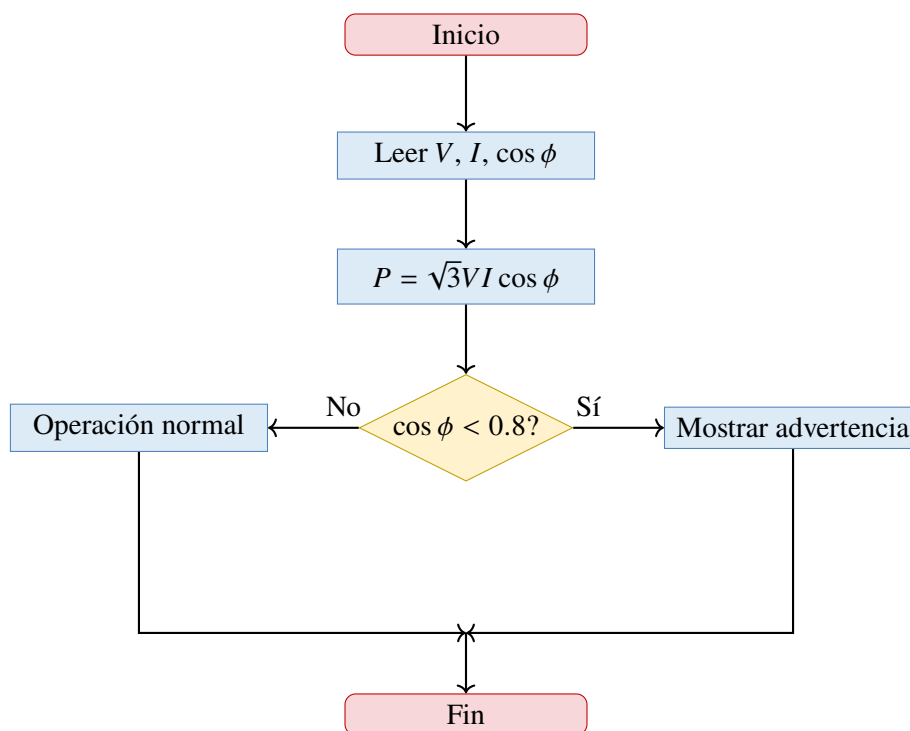 Inicio
Leer V, I, cos ϕ
P = √3VI cos ϕ
No
Sí
Operación normal
cos ϕ < 0.8?
Mostrar advertencia
Fin